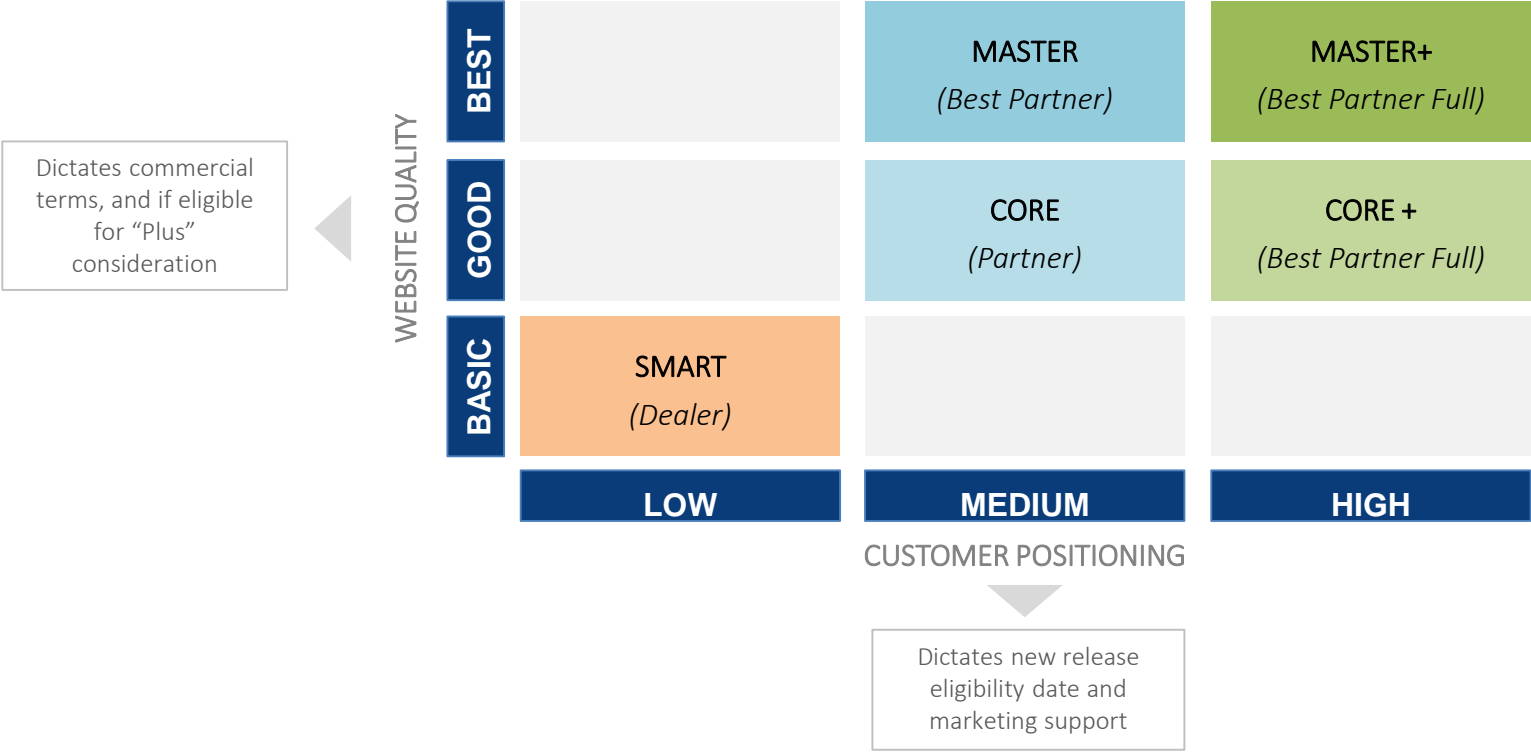 BEST
MASTER
(Best Partner)
MASTER+
(Best Partner Full)
Dictates commercial
terms, and if eligible
for “Plus”
consideration
WEBSITE QUALITY
GOOD
CORE
(Partner)
CORE +
(Best Partner Full)
BASIC
SMART
(Dealer)
LOW
MEDIUM
HIGH
CUSTOMER POSITIONING
Dictates new release
eligibility date and
marketing support